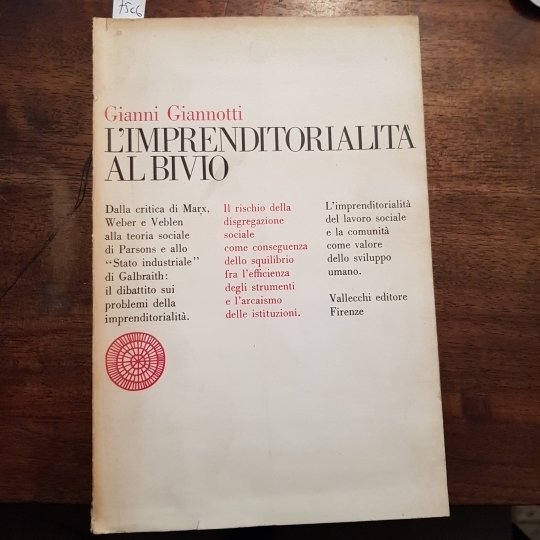 75c6
Gianni Giannotti
L'IMPRENDITORIALITÀ
AL BIVIO
Dalla critica di Marx,
Weber e Veblen
alla teoria sociale
di Parsons e allo
“Stato industriale”
di Galbraith:
il dibattito sui
problemi della
imprenditorialità.
Il rischio della
disgregazione
sociale
come conseguenza
dello squilibrio
fra l'efficienza
degli strumenti
e l'arcaismo
delle istituzioni.
L'imprenditorialità
del lavoro sociale
e la comunità
come valore
dello sviluppo
umano.
Vallecchi editore
Firenze